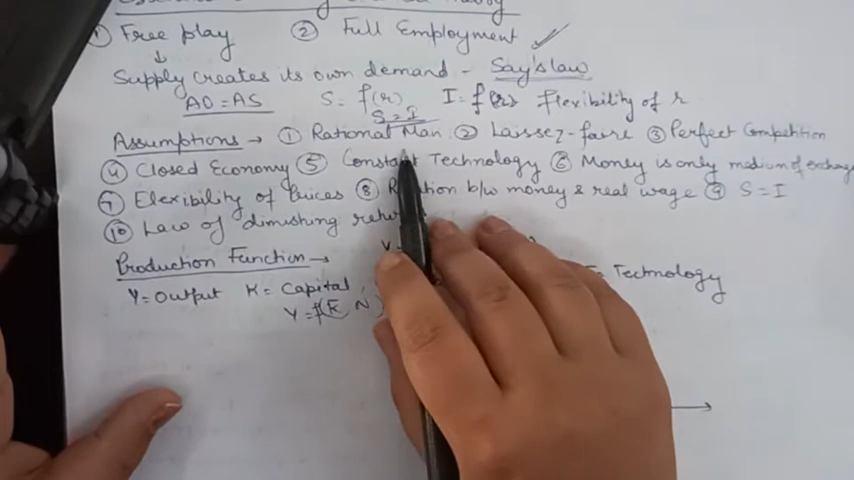 ① Free play ② Full Employment ✓
↓
Supply creates its own demand - Say's law
AD = AS S = f(r) I = f(r) Flexibility of r
S = I
Assumptions → ① Rational Man ② Laissez-faire ③ Perfect Competition
④ Closed Economy ⑤ Constant Technology ⑥ Money is only medium of exchange
⑦ Flexibility of Prices ⑧ Relation b/w money & real wage ⑨ S = I
⑩ Law of dimishing
Production Function → Technology
Y = Output K = Capital
Y = f(K, N